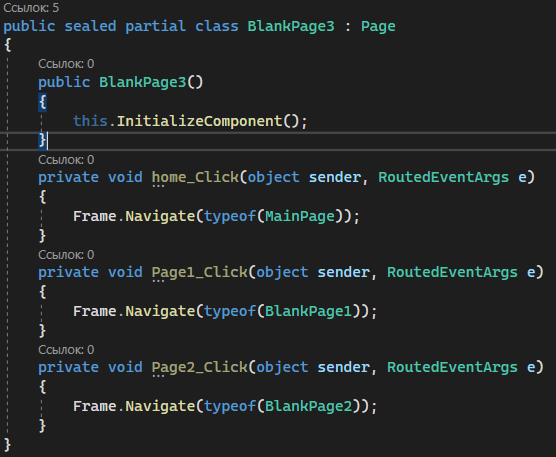 Ссылок: 5
public sealed partial class BlankPage3 : Page
{
Ссылок: 0
public BlankPage3()
{
this.InitializeComponent();
}
Ссылок: 0
private void home_Click(object sender, RoutedEventArgs e)
{
Frame.Navigate(typeof(MainPage));
}
Ссылок: 0
private void Page1_Click(object sender, RoutedEventArgs e)
{
Frame.Navigate(typeof(BlankPage1));
}
Ссылок: 0
private void Page2_Click(object sender, RoutedEventArgs e)
{
Frame.Navigate(typeof(BlankPage2));
}
}